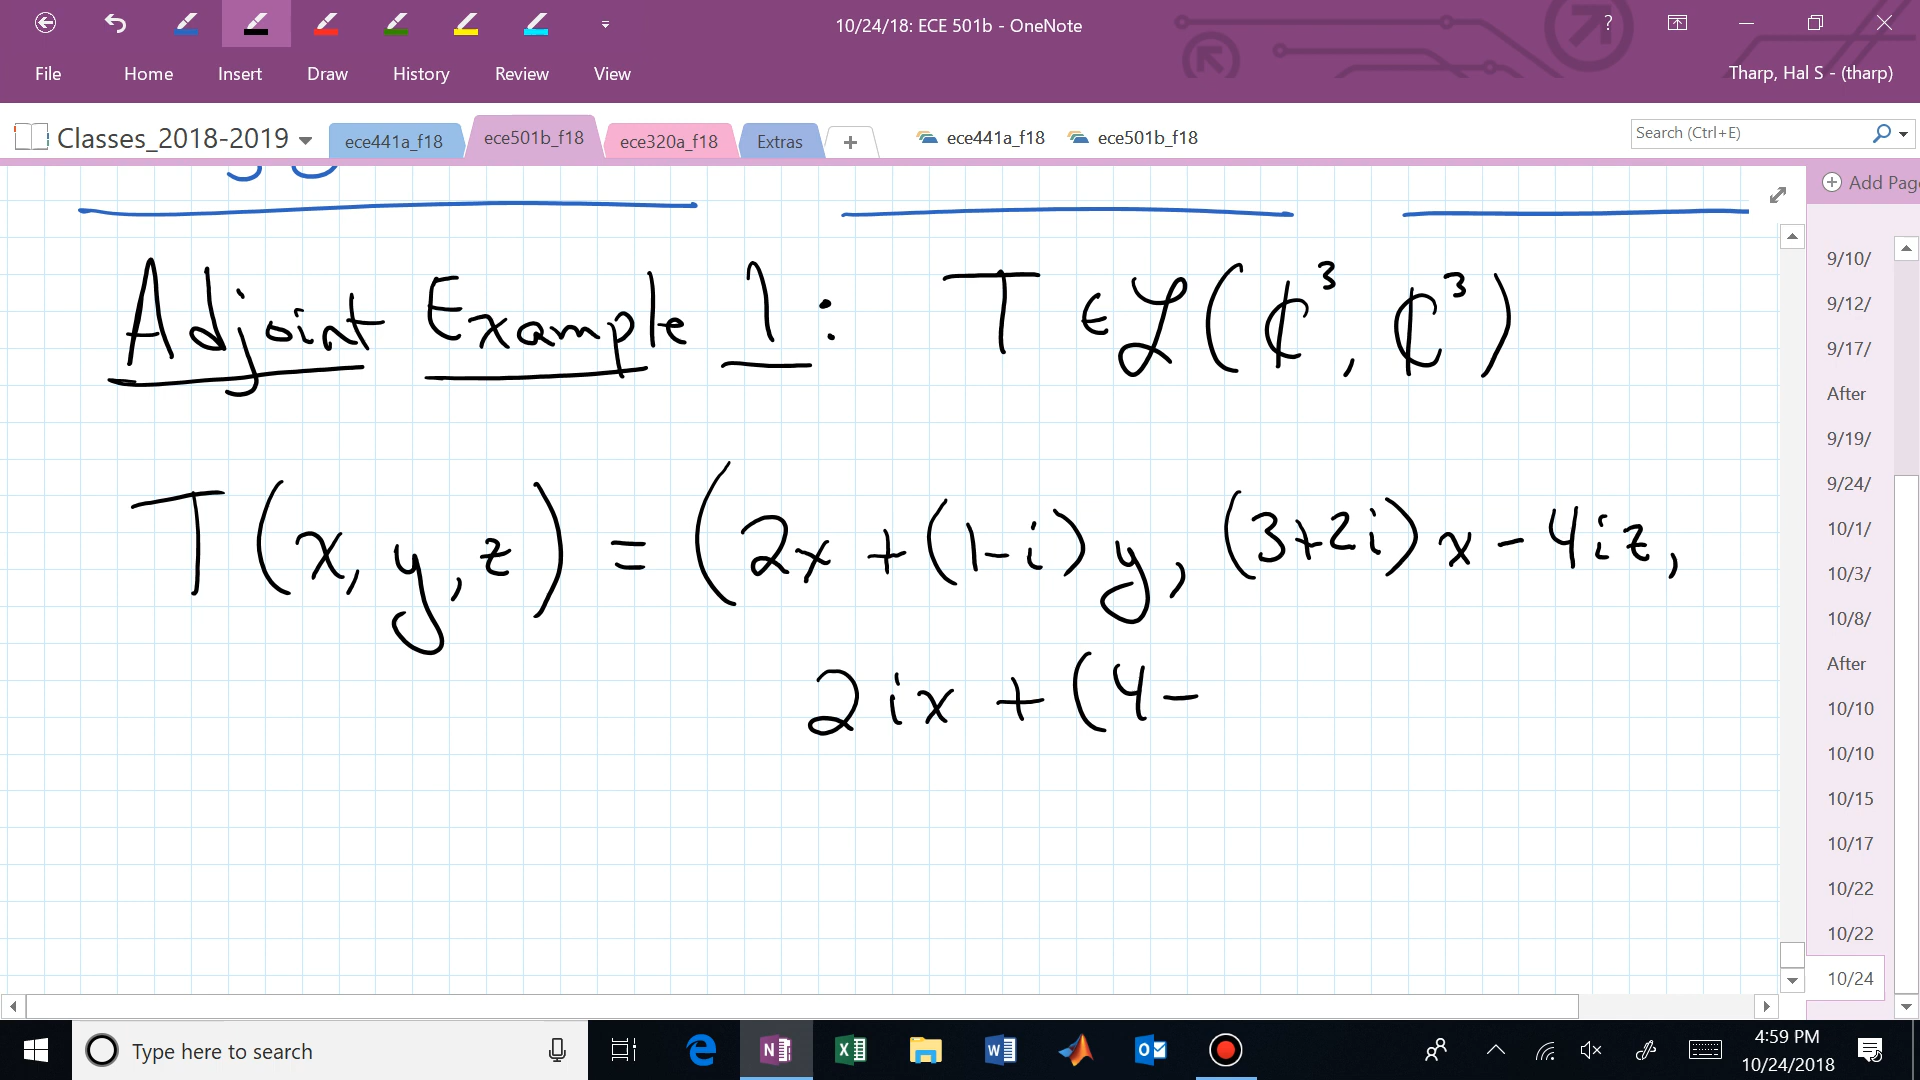 10/24/18: ECE 501b - OneNote
?
File Home Insert Draw History Review View
Tharp, Hal S - (tharp)
Classes_2018-2019 ece441a_f18 ece501b_f18 ece320a_f18 Extras + ece441a_f18 ece501b_f18
Search (Ctrl+E)
Add Pag
Adjoint Example 1: T ∈ ℒ(ℂ³, ℂ³)
T(x, y, z) = (2x + (1-i)y, (3+2i)x - 4iz,
2ix + (4 -
9/10/
9/12/
9/17/
After
9/19/
9/24/
10/1/
10/3/
10/8/
After
10/10
10/10
10/15
10/17
10/22
10/22
10/24
Type here to search
4:59 PM
10/24/2018